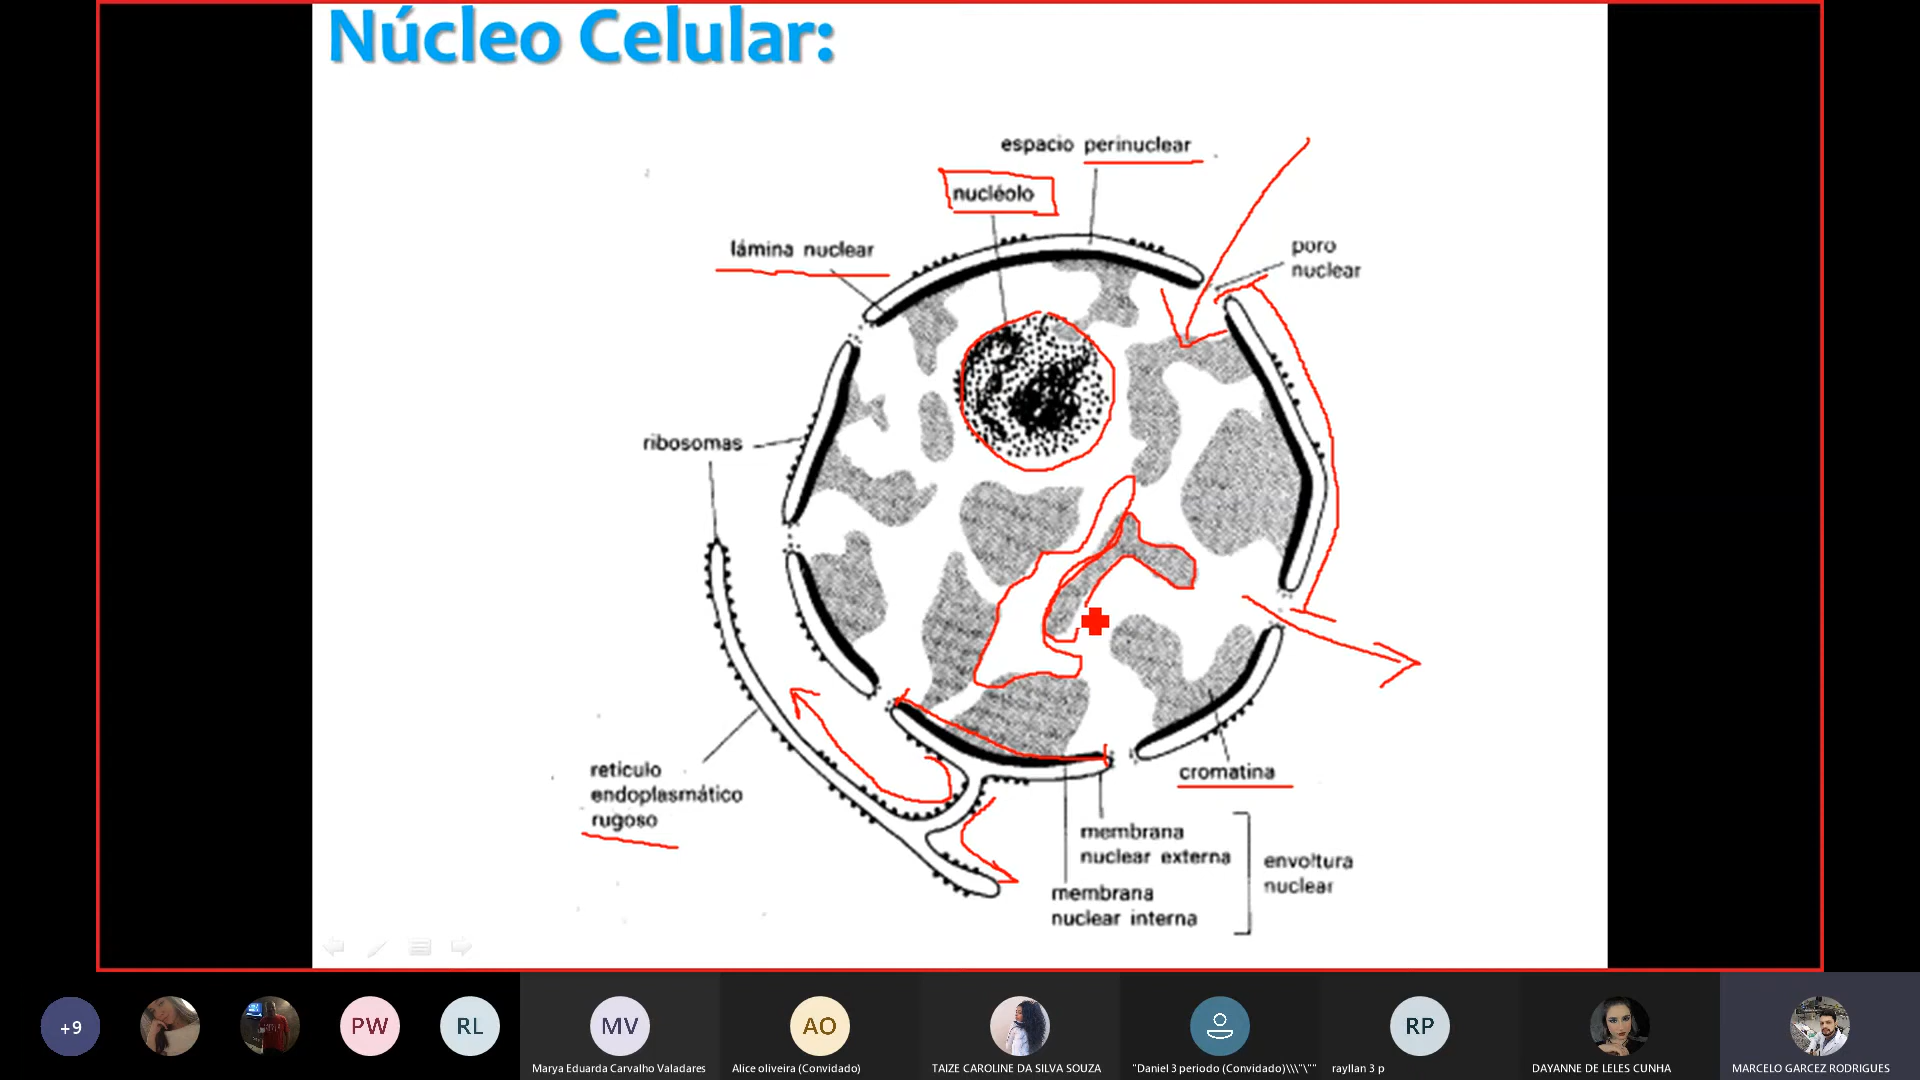 Núcleo Celular:
espacio perinuclear
nucléolo
lámina nuclear
poro
nuclear
ribosomas
retículo
endoplasmático
rugoso
cromatina
membrana
nuclear externa
envoltura
nuclear
membrana
nuclear interna
+9
PW
RL
MV
AO
RP
Marya Eduarda Carvalho Valadares
Alice oliveira (Convidado)
TAIZE CAROLINE DA SILVA SOUZA
"Daniel 3 periodo (Convidado)\\\"\""
rayllan 3 p
DAYANNE DE LELES CUNHA
MARCELO GARCEZ RODRIGUES